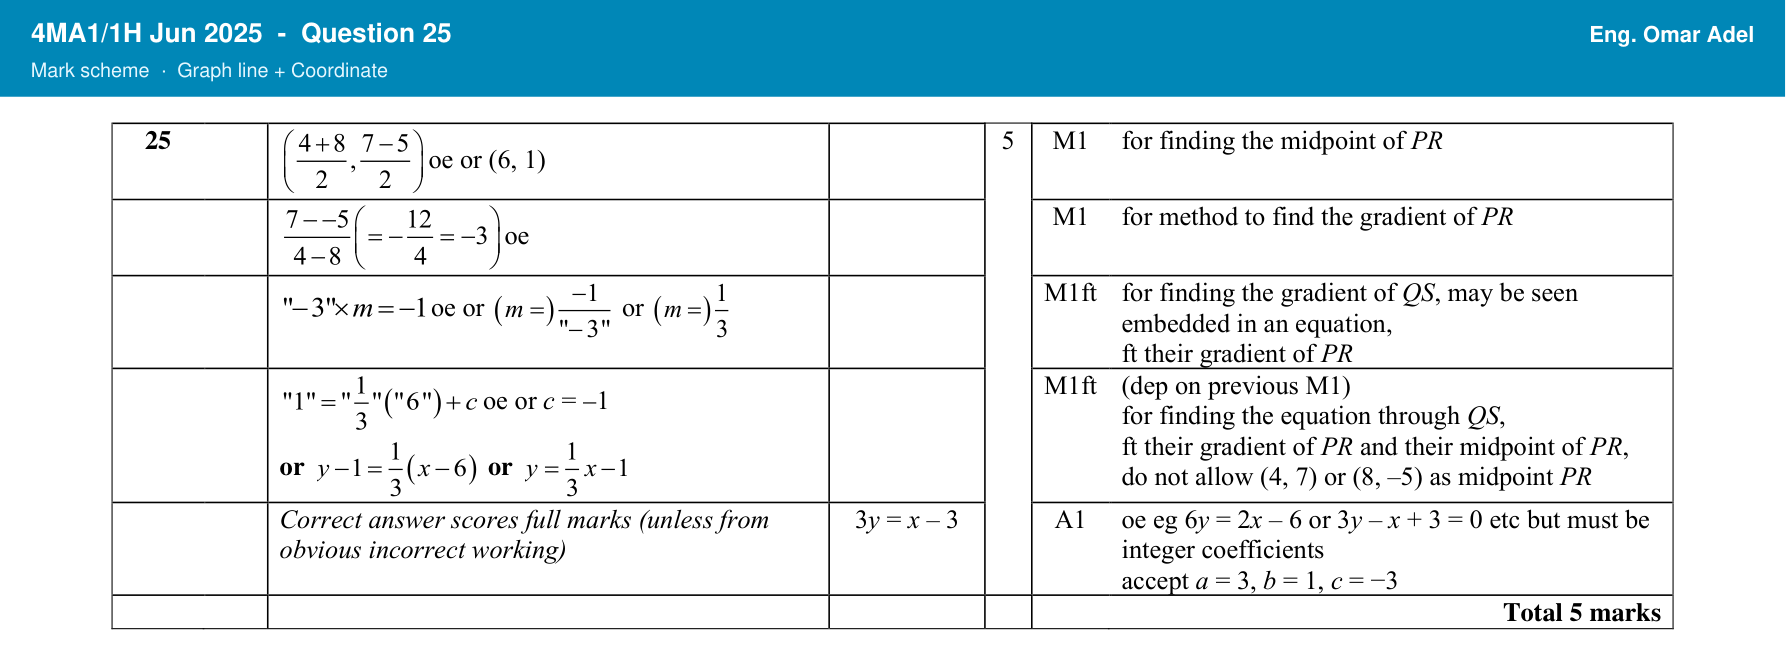 4MA1/1H Jun 2025 - Question 25
Eng. Omar Adel
Mark scheme · Graph line + Coordinate
25 ( (4+8)/2 , (7−5)/2 ) oe or (6, 1) 5 M1 for finding the midpoint of PR
(7−−5)/(4−8) ( = −12/4 = −3 ) oe M1 for method to find the gradient of PR
"−3"×m = −1 oe or (m =) −1/"−3" or (m =) 1/3 M1ft for finding the gradient of QS, may be seen
embedded in an equation,
ft their gradient of PR
"1" = "1/3"("6") + c oe or c = –1 M1ft (dep on previous M1)
for finding the equation through QS,
ft their gradient of PR and their midpoint of PR,
or y −1 = 1/3 (x − 6) or y = 1/3 x −1 do not allow (4, 7) or (8, –5) as midpoint PR
Correct answer scores full marks (unless from 3y = x – 3 A1 oe eg 6y = 2x – 6 or 3y – x + 3 = 0 etc but must be
obvious incorrect working) integer coefficients
accept a = 3, b = 1, c = −3
Total 5 marks